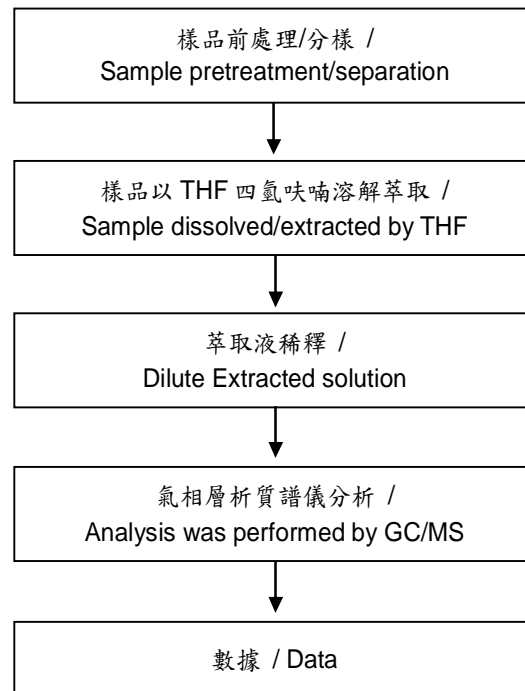 樣品前處理/分樣 /
Sample pretreatment/separation
樣品以 THF 四氫呋喃溶解萃取 /
Sample dissolved/extracted by THF
萃取液稀釋 /
Dilute Extracted solution
氣相層析質譜儀分析 /
Analysis was performed by GC/MS
數據 / Data